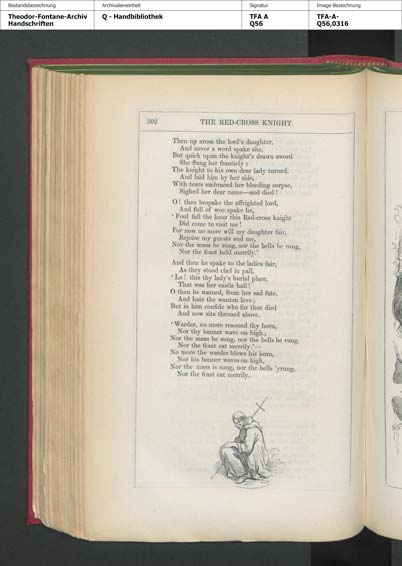 Bestandsbezeichnung
Archivalieneinheit
Signatur
Image-Bezeichnung
Theodor-Fontane-Archiv
Handschriften
Q - Handbibliothek
TFA A
Q56
TFA-A-
Q56,0316
302 THE RED-CROSS KNIGHT.
Then up arose the lord's daughter,
And never a word spake she,
But quick upon the knight's drawn sword
She flung her franticly :
The knight to his own dear lady turned,
And laid him by her side,
With tears embraced her bleeding corpse,
Sighed her dear name—and died !
O ! then bespake the affrighted lord,
And full of woe spake he,
' Foul fall the hour this Red-cross knight
Did come to visit me !
For now no more will my daughter fair,
Rejoice my guests and me,
Nor the mass be sung, nor the bells be rung,
Nor the feast held merrily.'
And then he spake to the ladies fair,
As they stood clad in pall,
' Lo ! this thy lady's burial place,
That was her castle hall !
O then be warned, from her sad fate,
And hate the wanton love ;
But in him confide who for thee died
And now sits throned above.
' Warder, no more resound thy horn,
Nor thy banner wave on high ;
Nor the mass be sung, nor the bells be rung,
Nor the feast eat merrily.'—
No more the warder blows his horn,
Nor his banner waves on high,
Nor the mass is sung, nor the bells 'yrung,
Nor the feast eat merrily.